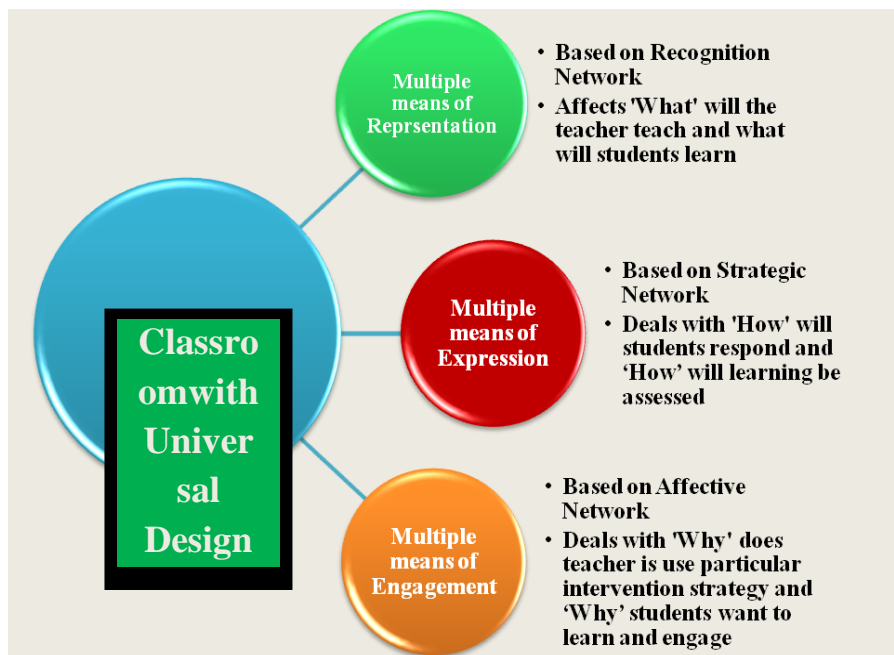 Multiple
means of
Reprsentation
• Based on Recognition
Network
• Affects 'What' will the
teacher teach and what
will students learn
Classro
omwith
Univer
sal
Design
Multiple
means of
Expression
• Based on Strategic
Network
• Deals with 'How' will
students respond and
‘How’ will learning be
assessed
Multiple
means of
Engagement
• Based on Affective
Network
• Deals with 'Why' does
teacher is use particular
intervention strategy and
‘Why’ students want to
learn and engage